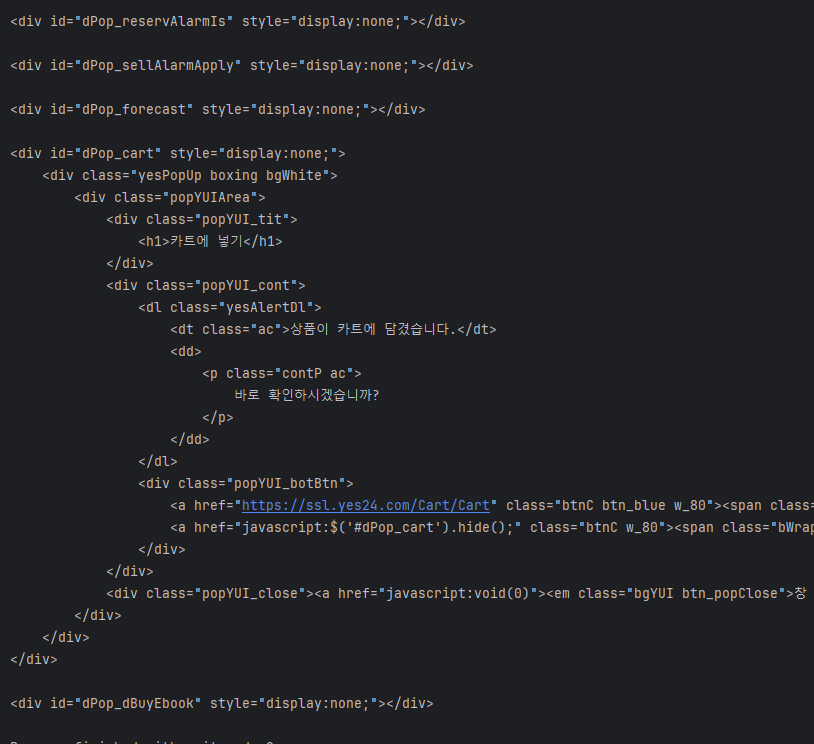 <div id="dPop_reservAlarmIs" style="display:none;"></div>
<div id="dPop_sellAlarmApply" style="display:none;"></div>
<div id="dPop_forecast" style="display:none;"></div>
<div id="dPop_cart" style="display:none;">
<div class="yesPopUp boxing bgWhite">
<div class="popYUIArea">
<div class="popYUI_tit">
<h1>카트에 넣기</h1>
</div>
<div class="popYUI_cont">
<dl class="yesAlertDl">
<dt class="ac">상품이 카트에 담겼습니다.</dt>
<dd>
<p class="contP ac">
바로 확인하시겠습니까?
</p>
</dd>
</dl>
<div class="popYUI_botBtn">
<a href="https://ssl.yes24.com/Cart/Cart" class="btnC btn_blue w_80"><span class=
<a href="javascript:$('#dPop_cart').hide();" class="btnC w_80"><span class="bWrap
</div>
</div>
<div class="popYUI_close"><a href="javascript:void(0)"><em class="bgYUI btn_popClose">창
</div>
</div>
</div>
<div id="dPop_dBuyEbook" style="display:none;"></div>